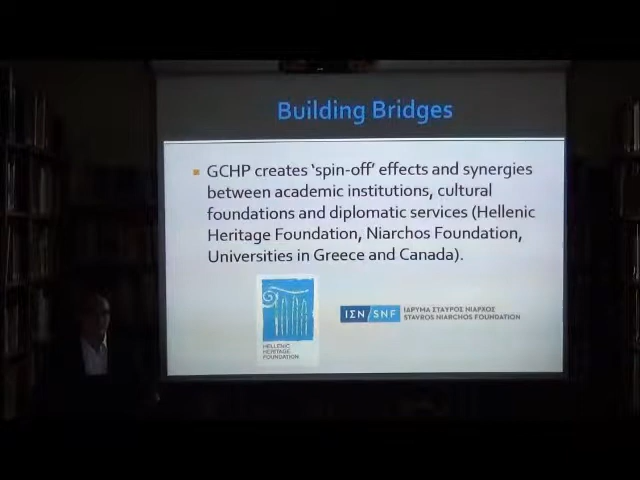 Building Bridges
GCHP creates 'spin-off' effects and synergies
between academic institutions, cultural
foundations and diplomatic services (Hellenic
Heritage Foundation, Niarchos Foundation,
Universities in Greece and Canada).
HELLENIC
HERITAGE
FOUNDATION
ΙΣΝ/SNF
ΙΔΡΥΜΑ ΣΤΑΥΡΟΣ ΝΙΑΡΧΟΣ
STAVROS NIARCHOS FOUNDATION